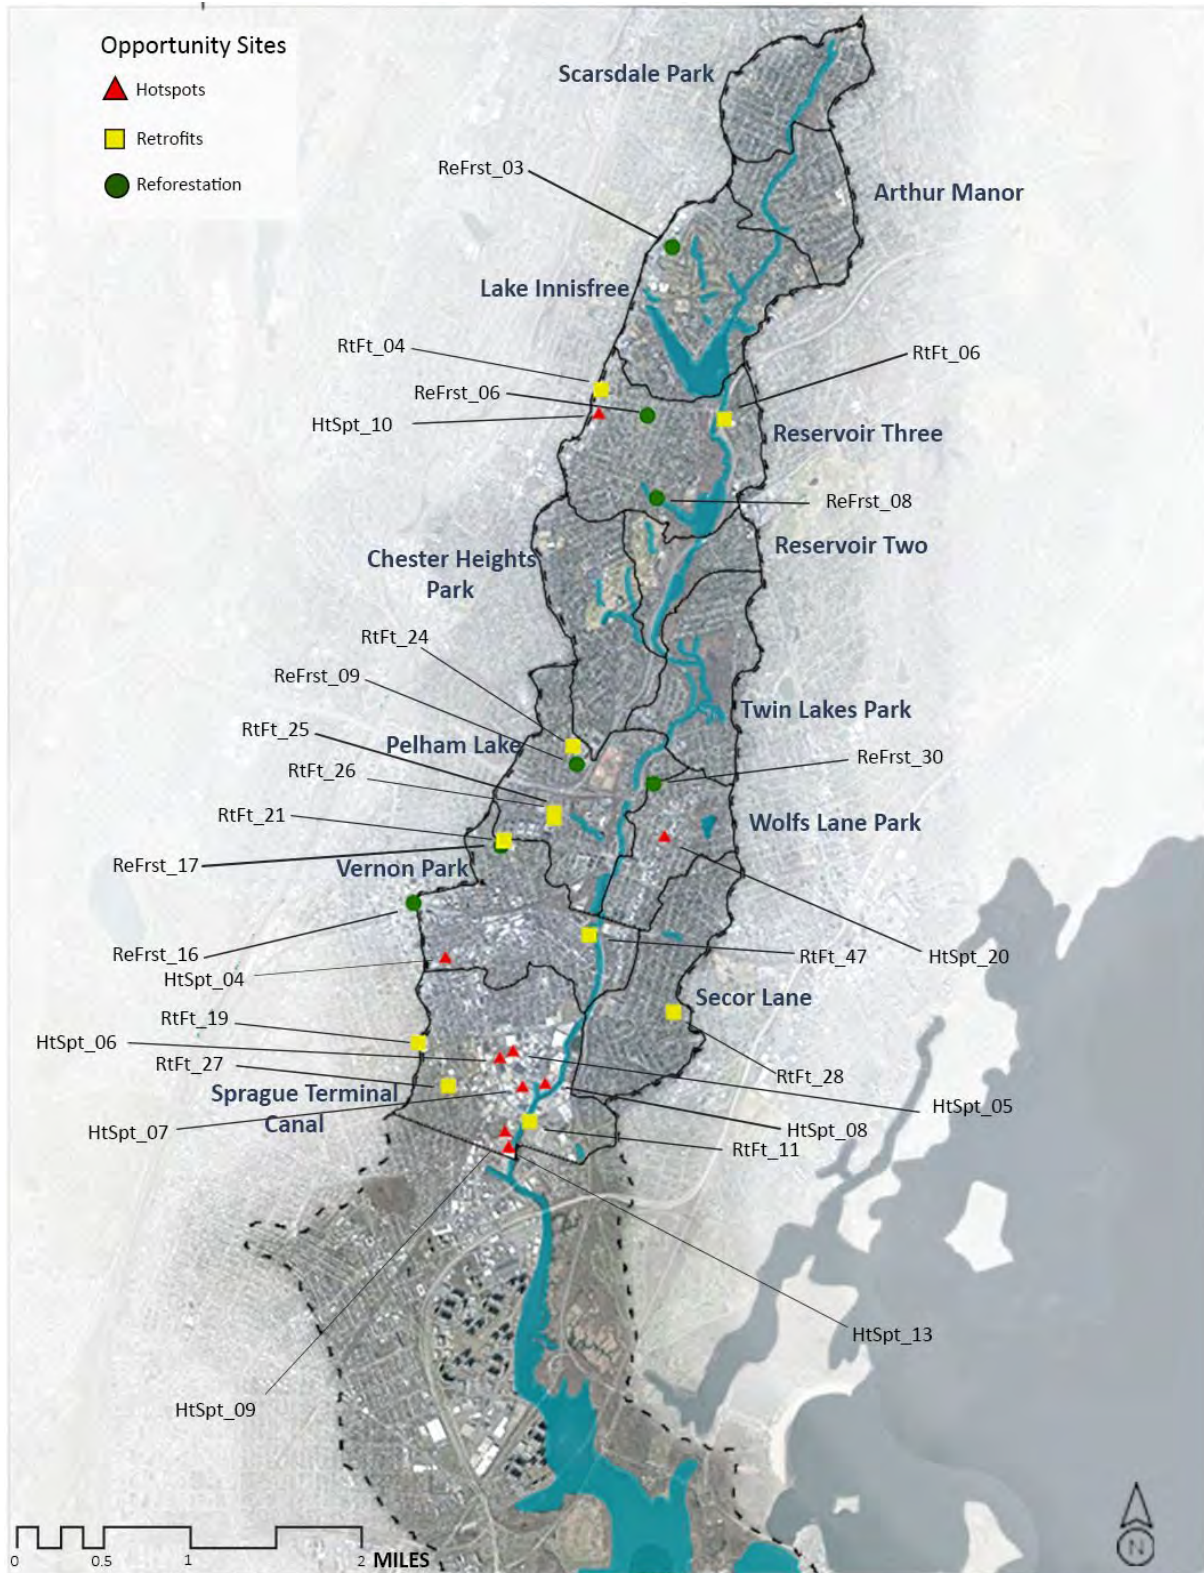 Opportunity Sites
Hotspots
Retrofits
Reforestation
Scarsdale Park
ReFrst_03
Arthur Manor
Lake Innisfree
RtFt_04
RtFt_06
ReFrst_06
HtSpt_10
Reservoir Three
ReFrst_08
Reservoir Two
Chester Heights
Park
RtFt_24
ReFrst_09
Twin Lakes Park
RtFt_25
Pelham Lake
ReFrst_30
RtFt_26
RtFt_21
Wolfs Lane Park
ReFrst_17
Vernon Park
ReFrst_16
RtFt_47
HtSpt_20
HtSpt_04
Secor Lane
RtFt_19
HtSpt_06
RtFt_27
RtFt_28
Sprague Terminal
Canal
HtSpt_05
HtSpt_07
HtSpt_08
RtFt_11
HtSpt_13
HtSpt_09
0 0.5 1 2 MILES
N